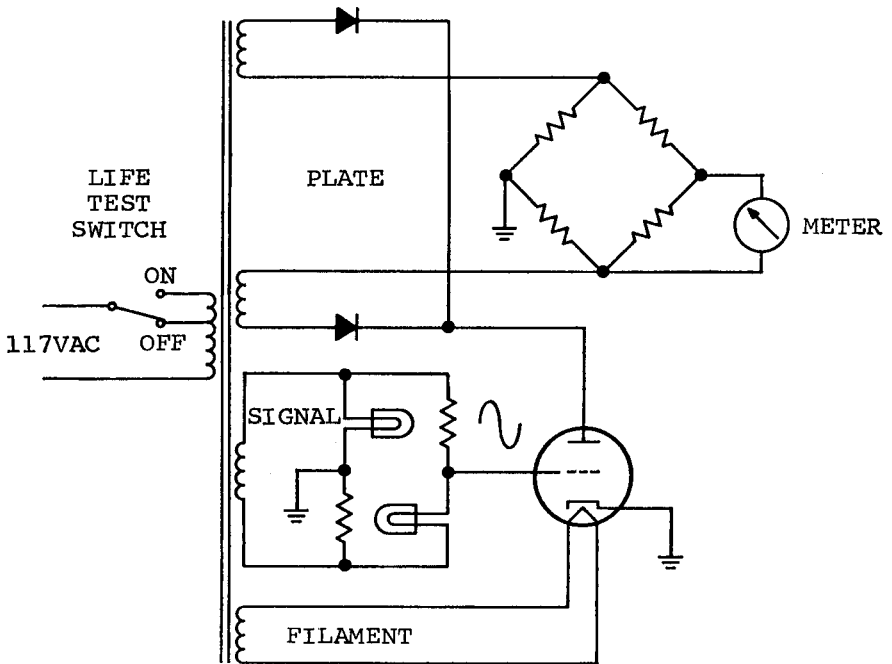 LIFE
TEST
SWITCH
PLATE
METER
ON
117VAC
OFF
SIGNAL
FILAMENT